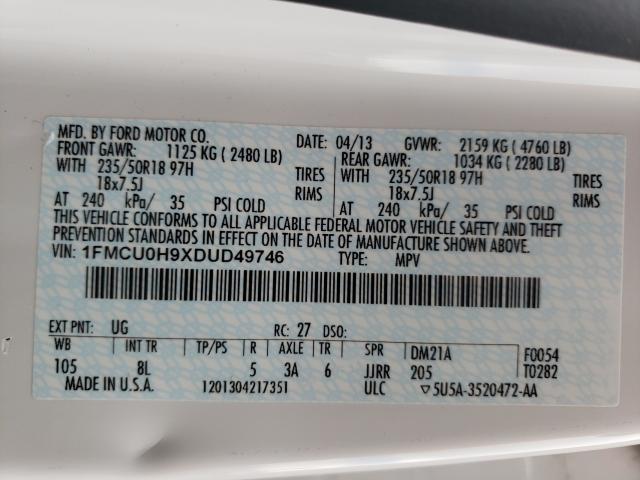 MFD. BY FORD MOTOR CO.
DATE: 04/13 GVWR: 2159 KG ( 4760 LB)
FRONT GAWR: 1125 KG ( 2480 LB) REAR GAWR: 1034 KG ( 2280 LB)
WITH 235/50R18 97H TIRES WITH 235/50R18 97H TIRES
18x7.5J RIMS 18x7.5J RIMS
AT 240 kPa/ 35 PSI COLD AT 240 kPa/ 35 PSI COLD
THIS VEHICLE CONFORMS TO ALL APPLICABLE FEDERAL MOTOR VEHICLE SAFETY AND THEFT
PREVENTION STANDARDS IN EFFECT ON THE DATE OF MANUFACTURE SHOWN ABOVE.
VIN: 1FMCU0H9XDUD49746 TYPE: MPV
EXT PNT: UG RC: 27 DSO:
WB INT TR TP/PS R AXLE TR SPR DM21A F0054
105 8L 5 3A 6 JJRR 205 T0282
MADE IN U.S.A. 1201304217351 ULC ▽5U5A-3520472-AA